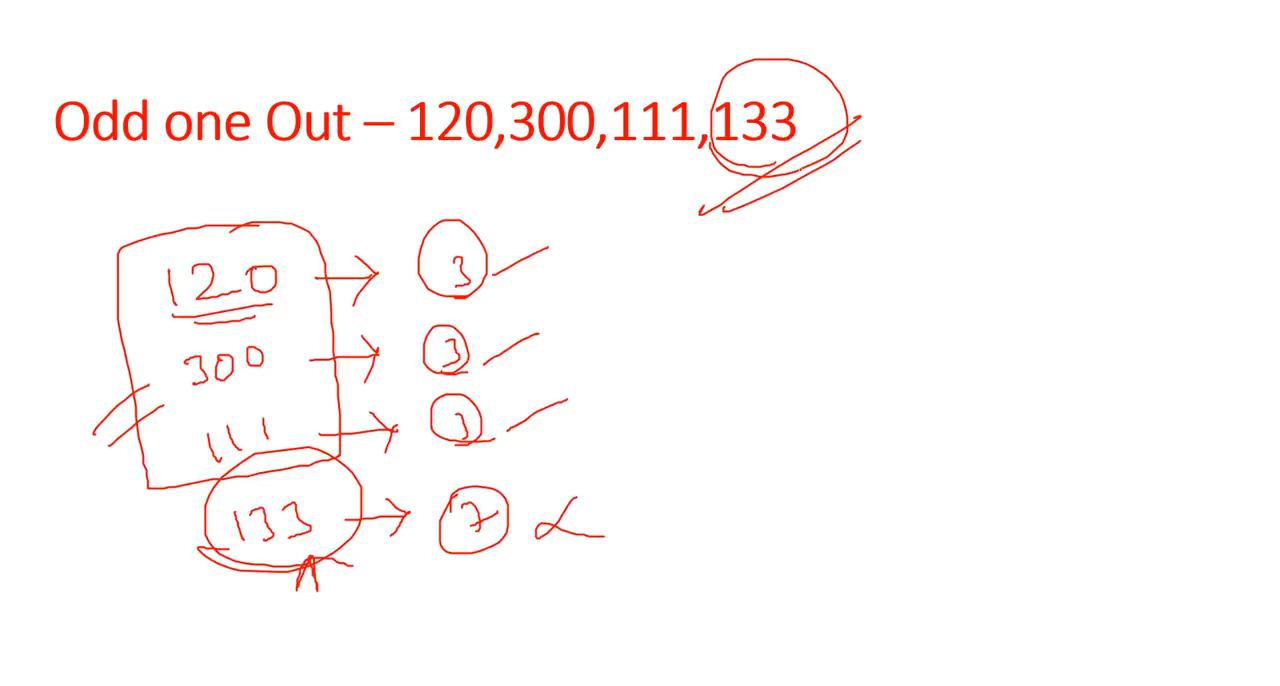 Odd one Out – 120,300,111,133
120 → 3
300 → 3
111 → 3
133 → 7